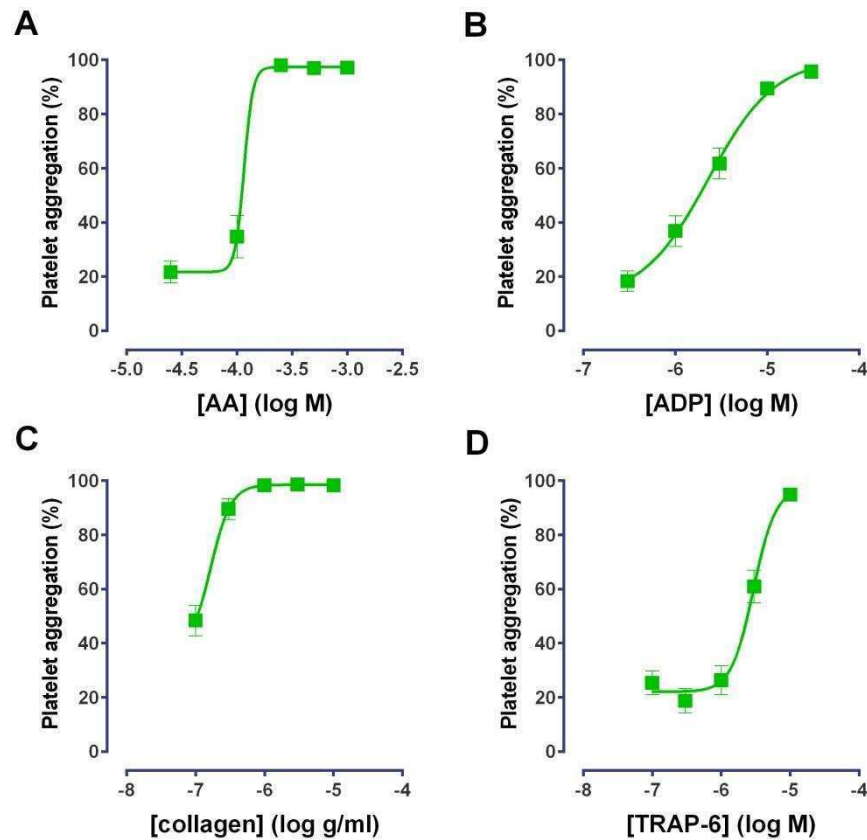 A
Platelet aggregation (%)
100
80
60
40
20
0
-5.0 -4.5 -4.0 -3.5 -3.0 -2.5
[AA] (log M)
B
Platelet aggregation (%)
100
80
60
40
20
0
-7 -6 -5 -4
[ADP] (log M)
C
Platelet aggregation (%)
100
80
60
40
20
0
-8 -7 -6 -5 -4
[collagen] (log g/ml)
D
Platelet aggregation (%)
100
80
60
40
20
0
-8 -7 -6 -5 -4
[TRAP-6] (log M)